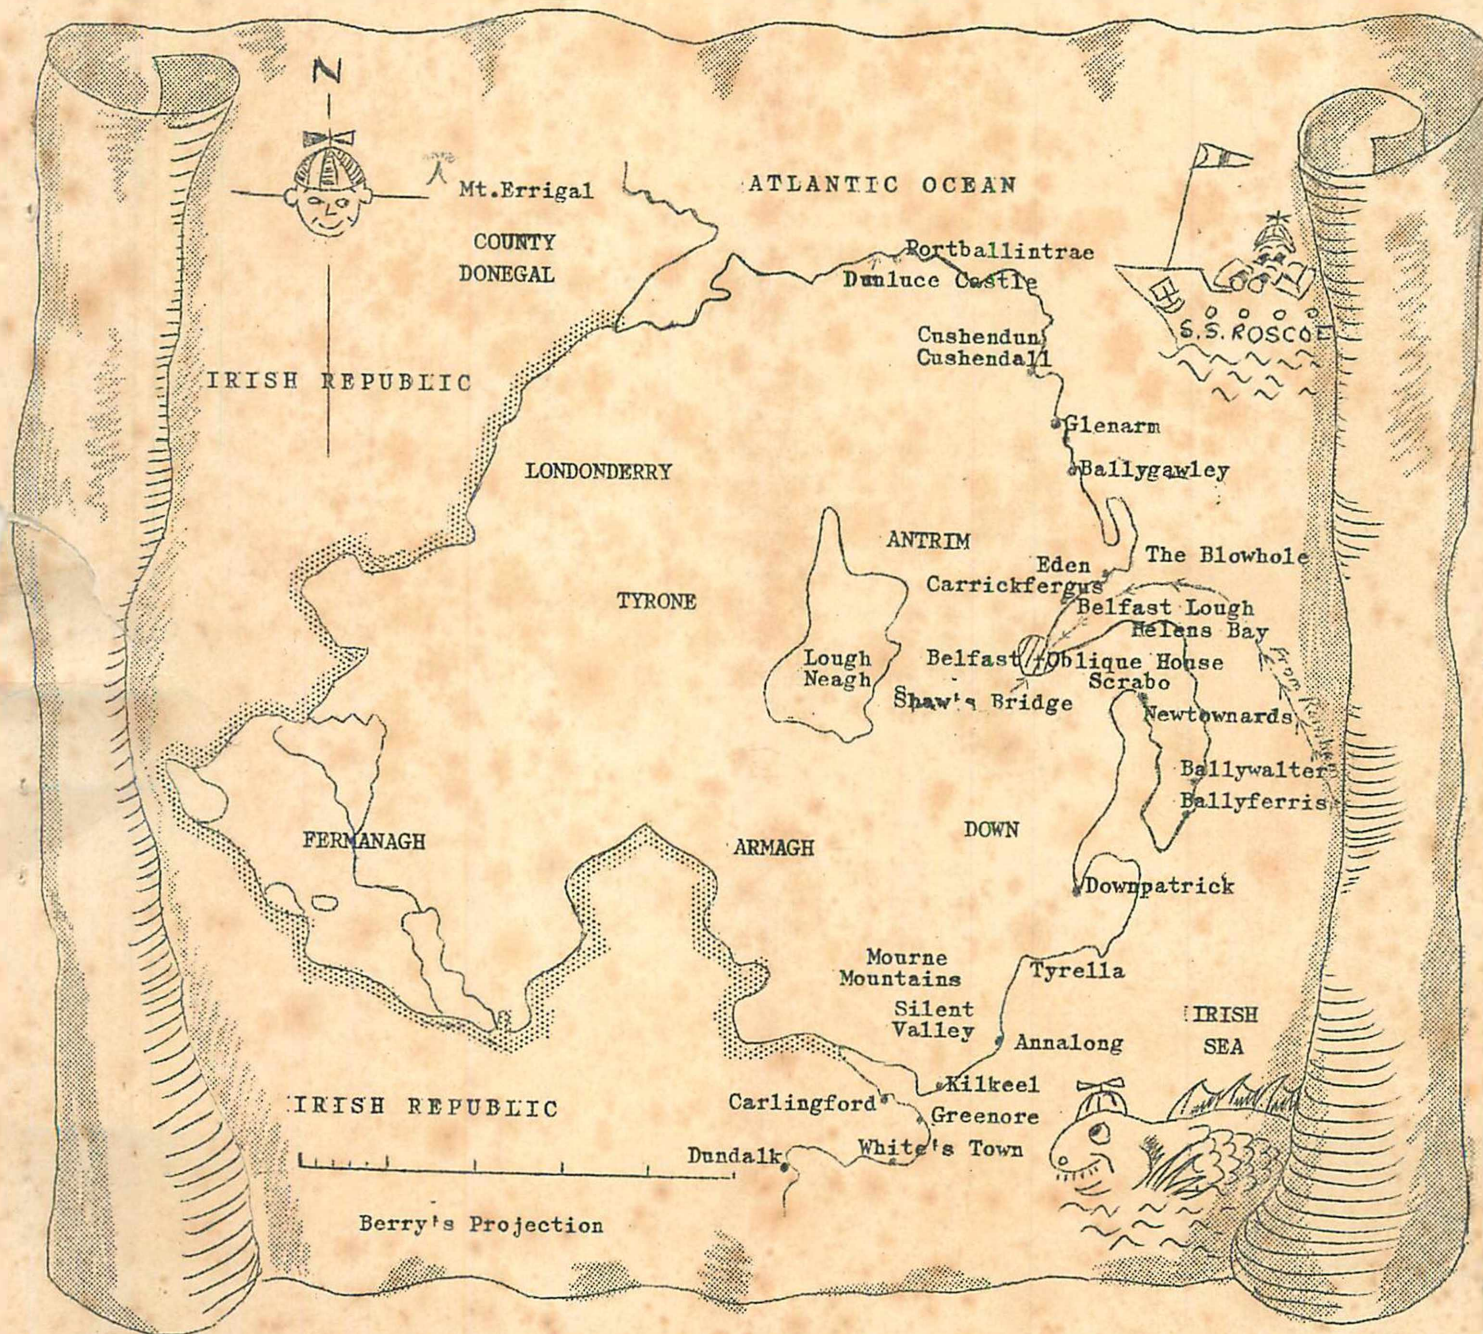 N
Mt.Errigal
ATLANTIC OCEAN
COUNTY
DONEGAL
Portballintrae
Dunluce Castle
S.S. ROSCOE
Cushendun
Cushendall
IRISH REPUBLIC
Glenarm
LONDONDERRY
Ballygawley
ANTRIM
The Blowhole
Eden
Carrickfergus
TYRONE
Belfast Lough
Helens Bay
Lough
Neagh
Belfast
Oblique House
Scrabo
Shaw's Bridge
Newtownards
From
Ballywalter
Ballyferris
FERMANAGH
ARMAGH
DOWN
Downpatrick
Mourne
Mountains
Tyrella
Silent
Valley
IRISH
SEA
Annalong
Kilkeel
Carlingford
Greenore
IRISH REPUBLIC
White's Town
Dundalk
Berry's Projection